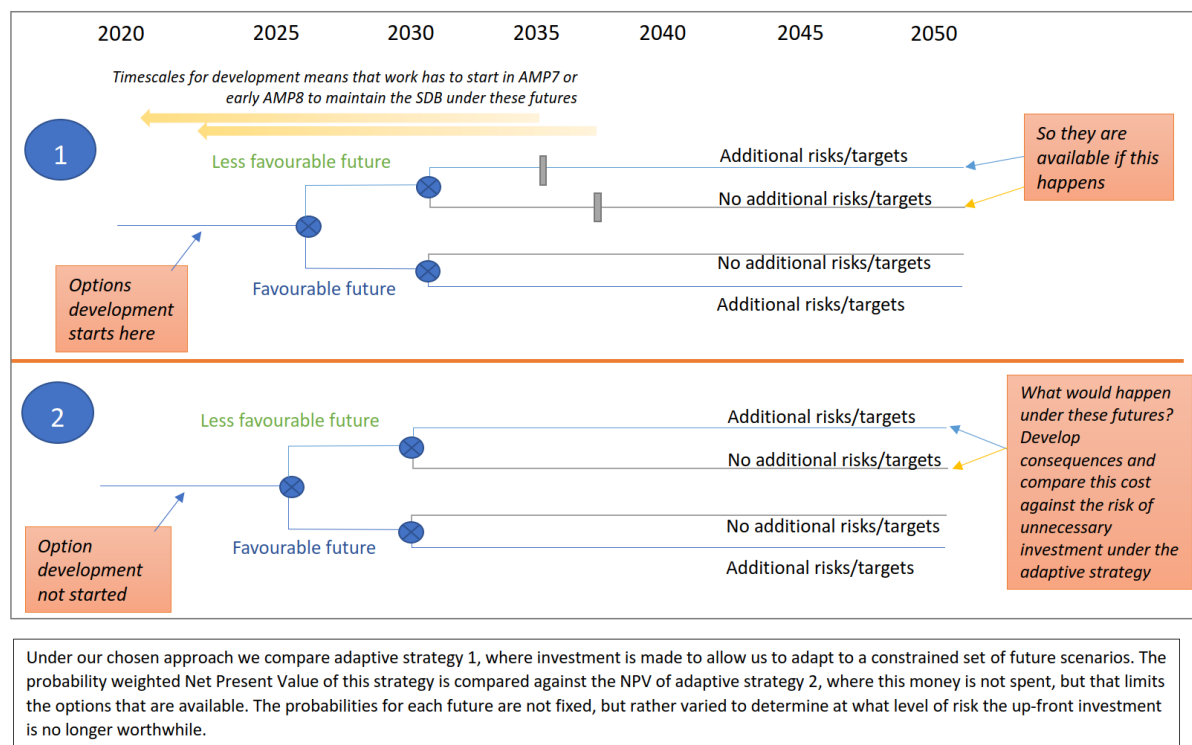 2020 2025 2030 2035 2040 2045 2050
Timescales for development means that work has to start in AMP7 or
early AMP8 to maintain the SDB under these futures
1
Less favourable future
Additional risks/targets
So they are
available if this
happens
No additional risks/targets
Options
development
starts here
Favourable future
No additional risks/targets
Additional risks/targets
2
Less favourable future
Additional risks/targets
No additional risks/targets
What would happen
under these futures?
Develop
consequences and
compare this cost
against the risk of
unnecessary
investment under the
adaptive strategy
Option
development
not started
Favourable future
No additional risks/targets
Additional risks/targets
Under our chosen approach we compare adaptive strategy 1, where investment is made to allow us to adapt to a constrained set of future scenarios. The
probability weighted Net Present Value of this strategy is compared against the NPV of adaptive strategy 2, where this money is not spent, but that limits
the options that are available. The probabilities for each future are not fixed, but rather varied to determine at what level of risk the up-front investment
is no longer worthwhile.